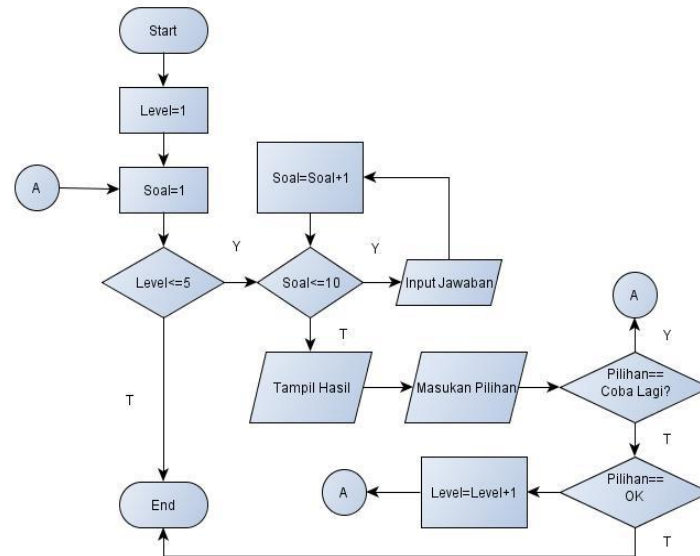 Start
Level=1
A
Soal=1
Soal=Soal+1
Level<=5
Y
Soal<=10
Y
Input Jawaban
A
T
T
Tampil Hasil
Masukan Pilihan
Pilihan==
Coba Lagi?
Y
T
End
A
Level=Level+1
Pilihan==
OK
T